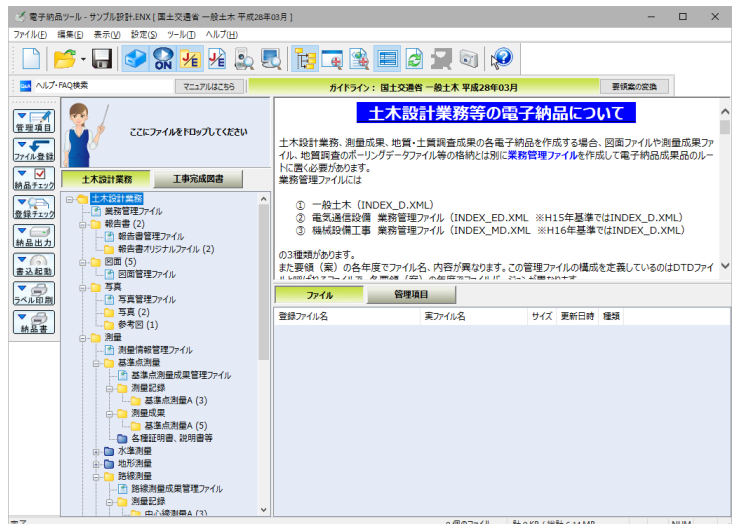 電子納品ツール - サンプル設計.ENX [ 国土交通省 一般土木 平成28年03月 ]
ファイル(F) 編集(E) 表示(V) 設定(S) ツール(T) ヘルプ(H)
ON
Q&A ヘルプ・FAQ検索 マニュアルはこちら ガイドライン： 国土交通省 一般土木 平成28年03月 要領案の変換
管理項目
ファイル登録
納品チェック
登録チェック
納品出力
書込起動
ラベル印刷
納品書
ここにファイルをドロップしてください
土木設計業務 工事完成図書
土木設計業務
業務管理ファイル
報告書 (2)
報告書管理ファイル
報告書オリジナルファイル (2)
図面 (5)
図面管理ファイル
写真
写真管理ファイル
写真 (2)
参考図 (1)
測量
測量情報管理ファイル
基準点測量
基準点測量成果管理ファイル
測量記録
基準点測量A (3)
測量成果
基準点測量A (5)
各種証明書、説明書等
水準測量
地形測量
路線測量
路線測量成果管理ファイル
測量記録
中心線測量A (3)
土木設計業務等の電子納品について
土木設計業務、測量成果、地質・土質調査成果の各電子納品を作成する場合、図面ファイルや測量成果ファ
イル、地質調査のボーリングデータファイル等の格納とは別に業務管理ファイルを作成して電子納品成果品のルー
トに置く必要があります。
業務管理ファイルには
① 一般土木（INDEX_D.XML）
② 電気通信設備 業務管理ファイル（INDEX_ED.XML ※H15年基準ではINDEX_D.XML）
③ 機械設備工事 業務管理ファイル（INDEX_MD.XML ※H16年基準ではINDEX_D.XML）
の3種類があります。
また要領（案）の各年度でファイル名、内容が異なります。この管理ファイルの構成を定義しているのはDTDファイ
ファイル 管理項目
登録ファイル名 実ファイル名 サイズ 更新日時 種類
完了 0 個のファイル 計 0 KB / 総計 6.14 MB NUM